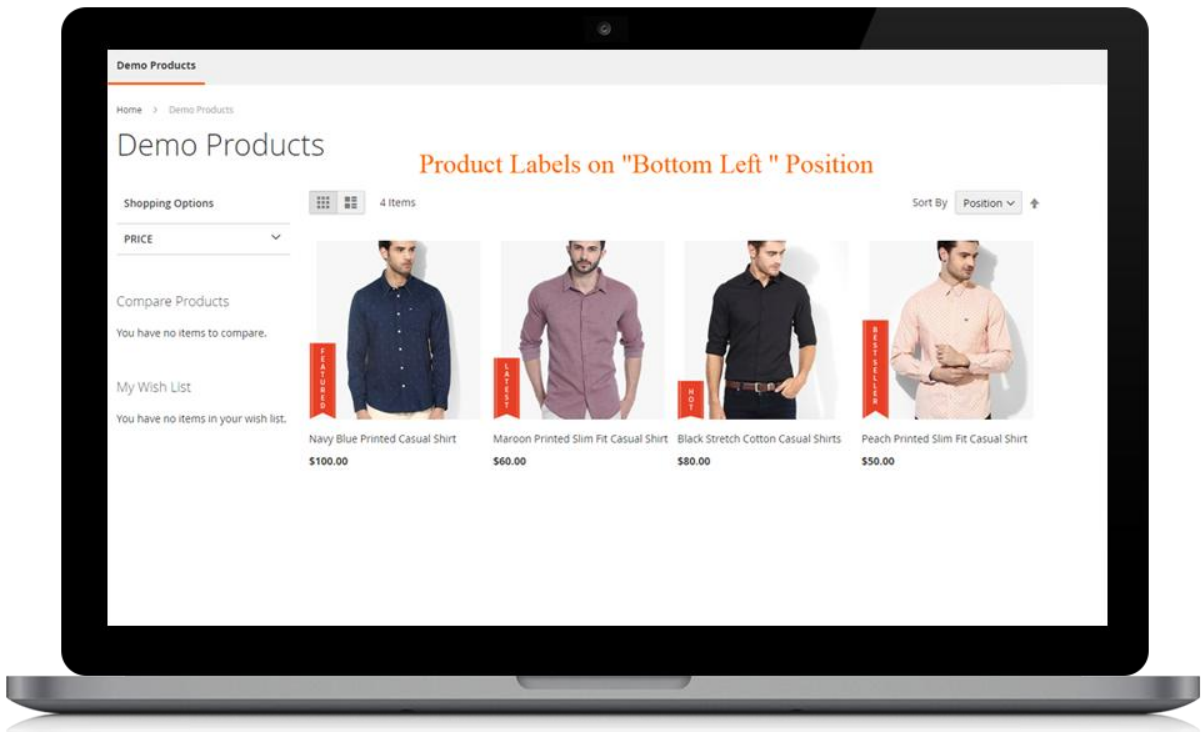 Demo Products
Home > Demo Products
Demo Products
Product Labels on "Bottom Left " Position
Shopping Options
4 Items
Sort By Position
PRICE
Compare Products
You have no items to compare.
My Wish List
You have no items in your wish list.
FEATURED
LATEST
HOT
BEST SELLER
Navy Blue Printed Casual Shirt
$100.00
Maroon Printed Slim Fit Casual Shirt
$60.00
Black Stretch Cotton Casual Shirts
$80.00
Peach Printed Slim Fit Casual Shirt
$50.00